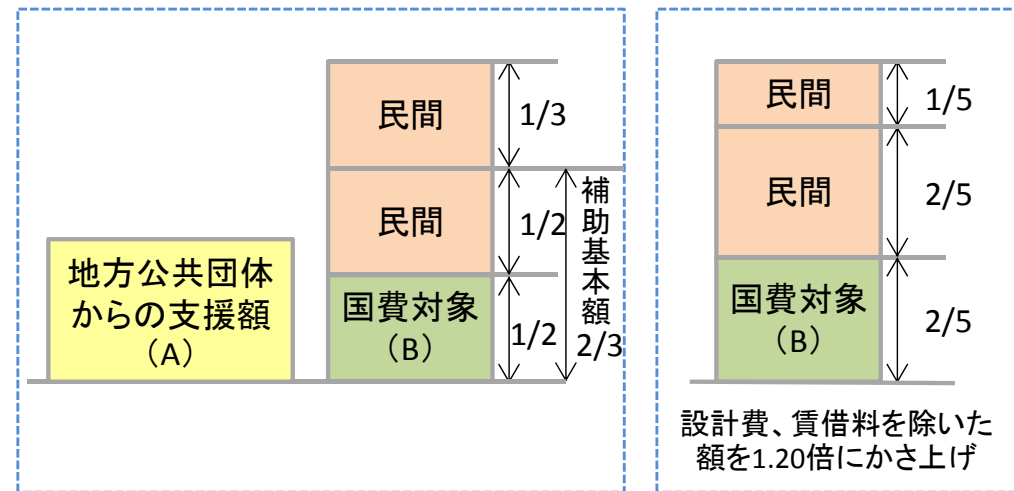 民間
1/3
民間
1/2
補助基本額
2/3
地方公共団体
からの支援額
（A）
国費対象
（B）
1/2
民間
1/5
民間
2/5
国費対象
（B）
2/5
設計費、賃借料を除いた
額を1.20倍にかさ上げ